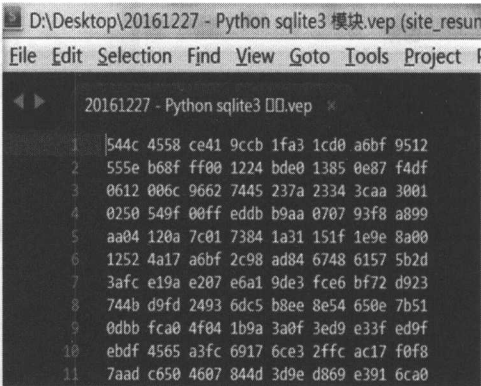 D:\Desktop\20161227 - Python sqlite3 模块.vep (site_resun
File Edit Selection Find View Goto Tools Project
20161227 - Python sqlite3 □□.vep ×
1 544c 4558 ce41 9ccb 1fa3 1cd0 a6bf 9512
2 555e b68f ff00 1224 bde0 1385 0e87 f4df
3 0612 006c 9662 7445 237a 2334 3caa 3001
4 0250 549f 00ff eddb b9aa 0707 93f8 a899
5 aa04 120a 7c01 7384 1a31 151f 1e9e 8a00
6 1252 4a17 a6bf 2c98 ad84 6748 6157 5b2d
7 3afc e19a e207 e6a1 9de3 fce6 bf72 d923
8 744b d9fd 2493 6dc5 b8ee 8e54 650e 7b51
9 0dbb fca0 4f04 1b9a 3a0f 3ed9 e33f ed9f
10 ebdf 4565 a3fc 6917 6ce3 2ffc ac17 f0f8
11 7aad c650 4607 844d 3d9e d869 e391 6ca0